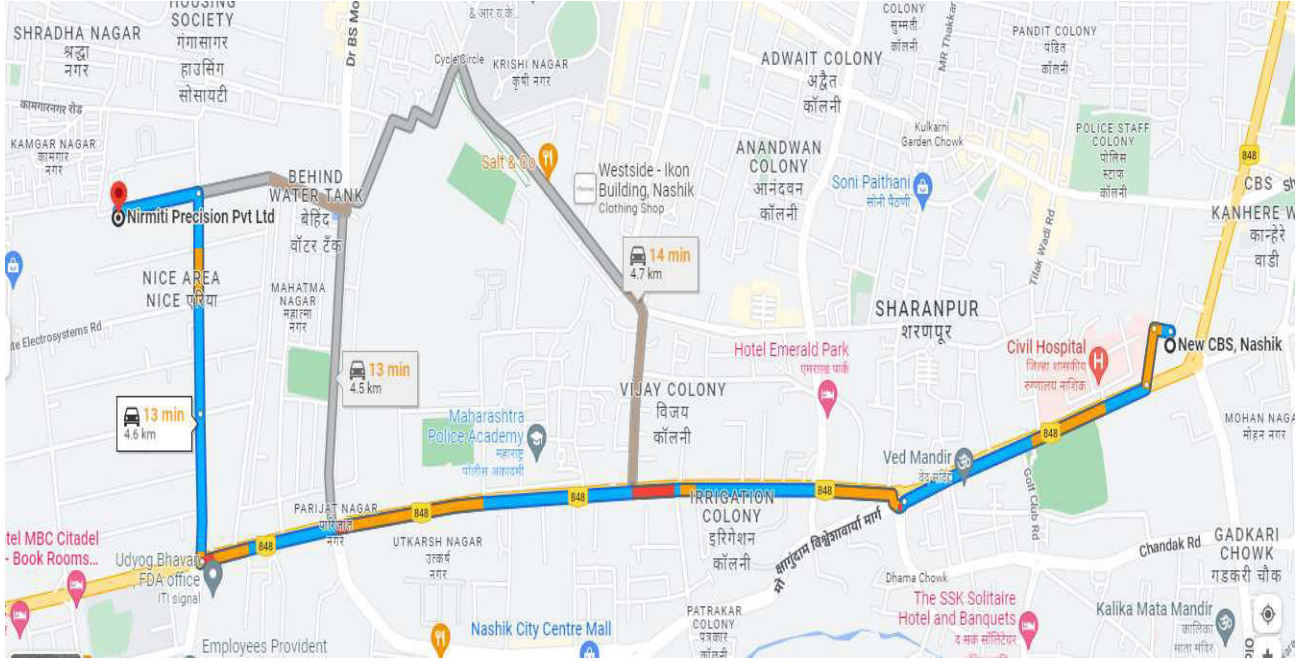 HOUSING
SOCIETY
गंगासागर
हाउसिंग
सोसायटी
SHRADHA NAGAR
श्रद्धा
नगर
Dr BS Mo
& आर.य.के...
Cycle Circle
KRISHI NAGAR
कृषी नगर
COLONY
सुम्मती
कॉलनी
MR Thakkar
PANDIT COLONY
पंडित
कॉलनी
ADWAIT COLONY
अद्वैत
कॉलनी
कामगारनगर रोड
KAMGAR NAGAR
कामगार
नगर
Kulkarni
Garden Chowk
POLICE STAFF
COLONY
पोलिस
स्टाफ
कॉलनी
ANANDWAN
COLONY
आनंदवन
कॉलनी
848
CBS
Sh
Salt & Co
Westside - Ikon
Building, Nashik
Clothing Shop
BEHIND
WATER TANK
बेहिंद
वॉटर टँक
Soni Paithani
सोनी पैठणी
Nirmiti Precision Pvt Ltd
KANHERE W
कान्हेरे
वाडी
Tilak Wadi Rd
14 min
4.7 km
NICE AREA
NICE एरिया
MAHATMA
NAGAR
महात्मा
नगर
SHARANPUR
शरणपूर
ite Electrosystems Rd
New CBS, Nashik
Civil Hospital
जिल्हा शासकीय
रुग्णालय नाशिक
Hotel Emerald Park
एमराल्ड पार्क
13 min
4.5 km
VIJAY COLONY
विजय
कॉलनी
13 min
4.6 km
Maharashtra
Police Academy
महाराष्ट्र
पोलीस अकादमी
MOHAN NAGA
मोहन नगर
848
Ved Mandir
वेद मंदिर
Golf Club Rd
848
848
848
848
PARIJAT NAGAR
पारिजात
नगर
IRRIGATION
COLONY
इरिगेशन
कॉलनी
UTKARSH NAGAR
उत्कर्ष
नगर
tel MBC Citadel
- Book Rooms...
Udyog Bhavan
FDA office
ITI signal
Chandak Rd
GADKARI
CHOWK
गडकरी चौक
Dhama Chowk
The SSK Solitaire
Hotel and Banquets
द सक सॉलिटेयर
Kalika Mata Mandir
कालिका
माता मंदिर
PATRAKAR
COLONY
पत्रकार
कॉलनी
Nashik City Centre Mall
Employees Provident